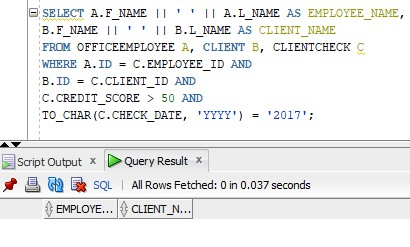 SELECT A.F_NAME || ' ' || A.L_NAME AS EMPLOYEE_NAME,
B.F_NAME || ' ' || B.L_NAME AS CLIENT_NAME
FROM OFFICEEMPLOYEE A, CLIENT B, CLIENTCHECK C
WHERE A.ID = C.EMPLOYEE_ID AND
B.ID = C.CLIENT_ID AND
C.CREDIT_SCORE > 50 AND
TO_CHAR(C.CHECK_DATE, 'YYYY') = '2017';
Script Output x Query Result x
SQL | All Rows Fetched: 0 in 0.037 seconds
EMPLOYE... CLIENT_N...